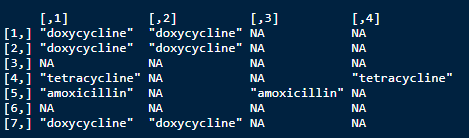 [,1] [,2] [,3] [,4]
[1,] "doxycycline" "doxycycline" NA NA
[2,] "doxycycline" "doxycycline" NA NA
[3,] NA NA NA NA
[4,] "tetracycline" NA NA "tetracycline"
[5,] "amoxicillin" NA "amoxicillin" NA
[6,] NA NA NA NA
[7,] "doxycycline" "doxycycline" NA NA